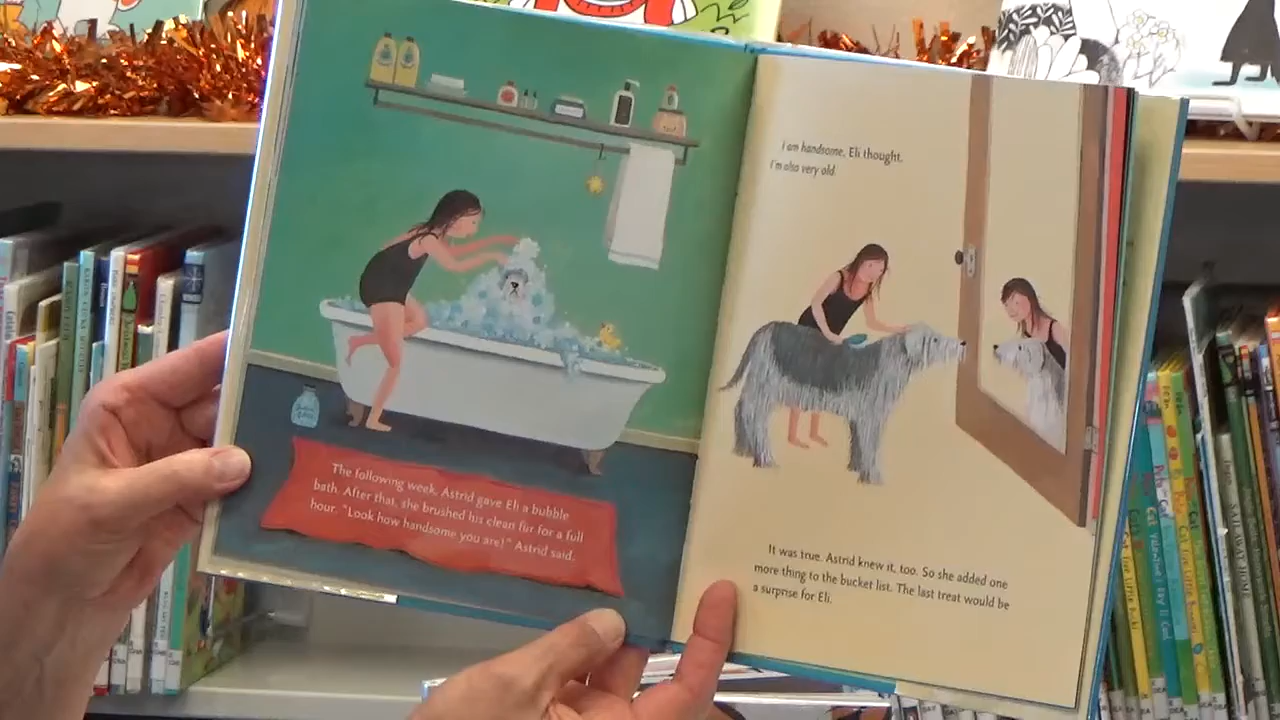 The following week, Astrid gave Eli a bubble
bath. After that, she brushed his clean fur for a full
hour. "Look how handsome you are!" Astrid said.
I am handsome, Eli thought.
I'm also very old.
It was true. Astrid knew it, too. So she added one
more thing to the bucket list. The last treat would be
a surprise for Eli.